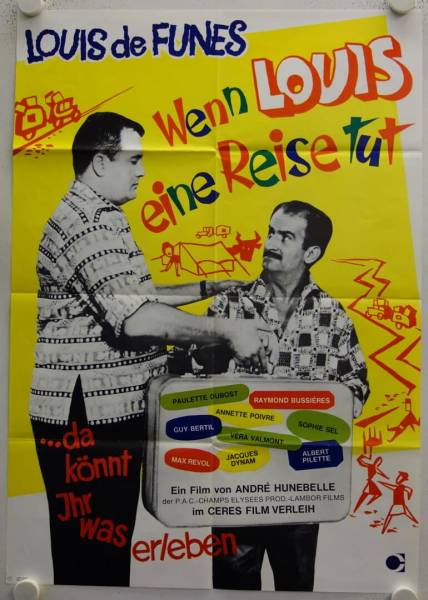 LOUIS de FUNES
Wenn LOUIS
eine Reise tut
PAULETTE DUBOST
RAYMOND BUSSIÈRES
ANNETTE POIVRE
GUY BERTIL
SOPHIE SEL
VERA VALMONT
MAX REVOL
JACQUES
DYNAM
ALBERT
PILETTE
Ein Film von ANDRÉ HUNEBELLE
der P.A.C.-CHAMPS ELYSEES PROD.-LAMBOR FILMS
im CERES FILM VERLEIH
...da
könnt
Ihr was
erleben